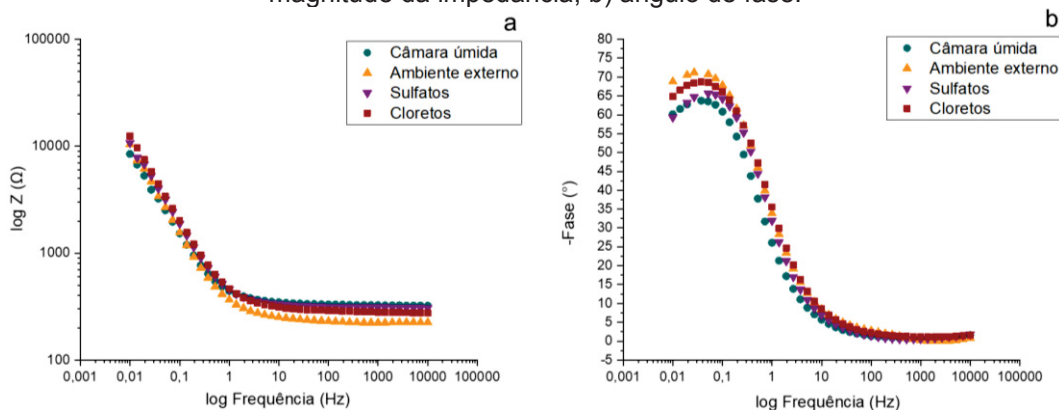 magnitude da impedância; b) ângulo de fase.
a
100000
10000
1000
100
log Z (Ω)
Câmara úmida
Ambiente externo
Sulfatos
Cloretos
0,001 0,01 0,1 1 10 100 1000 10000 100000
log Frequência (Hz)
b
80
75
70
65
60
55
50
45
40
35
30
25
20
15
10
5
0
-5
-Fase (°)
Câmara úmida
Ambiente externo
Sulfatos
Cloretos
0,001 0,01 0,1 1 10 100 1000 10000 100000
log Frequência (Hz)